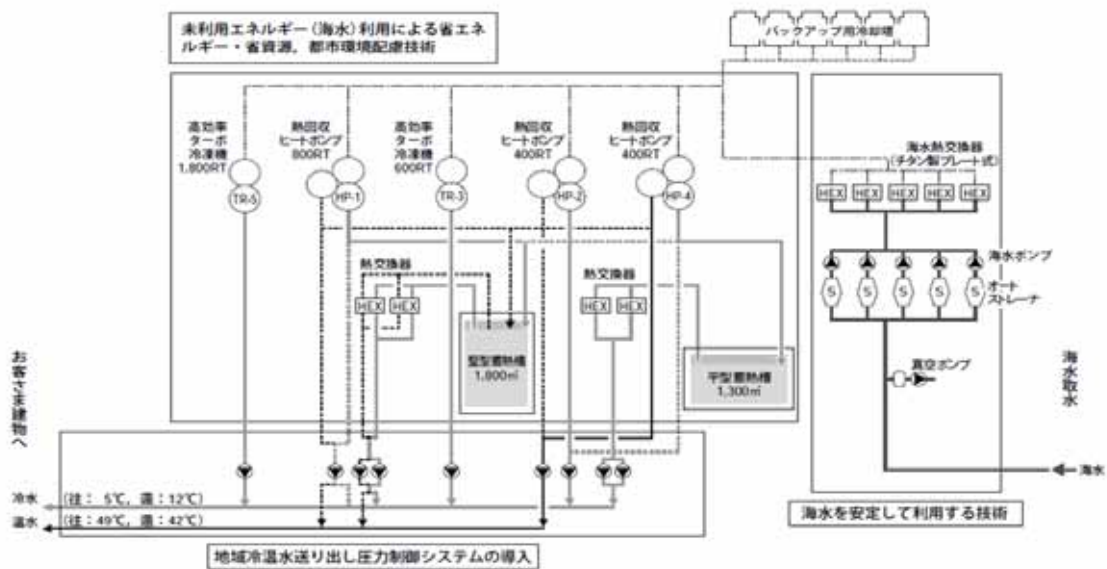 未利用エネルギー(海水)利用による省エネ
ルギー・省資源，都市環境配慮技術
バックアップ用冷却塔
高効率
ターボ
冷凍機
1,800RT
熱回収
ヒートポンプ
800RT
高効率
ターボ
冷凍機
600RT
熱回収
ヒートポンプ
400RT
熱回収
ヒートポンプ
400RT
TR-5
HP-1
TR-3
HP-2
HP-4
海水熱交換器
(チタン製プレート式)
HEX
HEX
HEX
HEX
HEX
海水ポンプ
S
S
S
S
S
オート
ストレーナ
熱交換器
HEX
HEX
熱交換器
HEX
HEX
竪型蓄熱槽
1,800㎥
平型蓄熱槽
1,300㎥
真空ポンプ
海水取水
海水
お客さま建物へ
冷水 (往： 5℃，還：12℃)
温水 (往：49℃，還：42℃)
海水を安定して利用する技術
地域冷温水送り出し圧力制御システムの導入